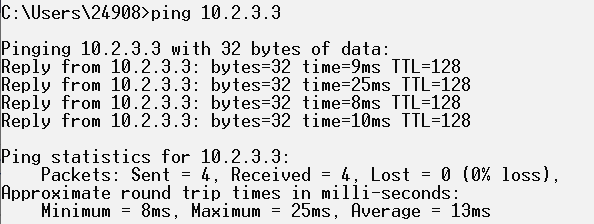 C:\Users\24908>ping 10.2.3.3
Pinging 10.2.3.3 with 32 bytes of data:
Reply from 10.2.3.3: bytes=32 time=9ms TTL=128
Reply from 10.2.3.3: bytes=32 time=25ms TTL=128
Reply from 10.2.3.3: bytes=32 time=8ms TTL=128
Reply from 10.2.3.3: bytes=32 time=10ms TTL=128
Ping statistics for 10.2.3.3:
    Packets: Sent = 4, Received = 4, Lost = 0 (0% loss),
Approximate round trip times in milli-seconds:
    Minimum = 8ms, Maximum = 25ms, Average = 13ms